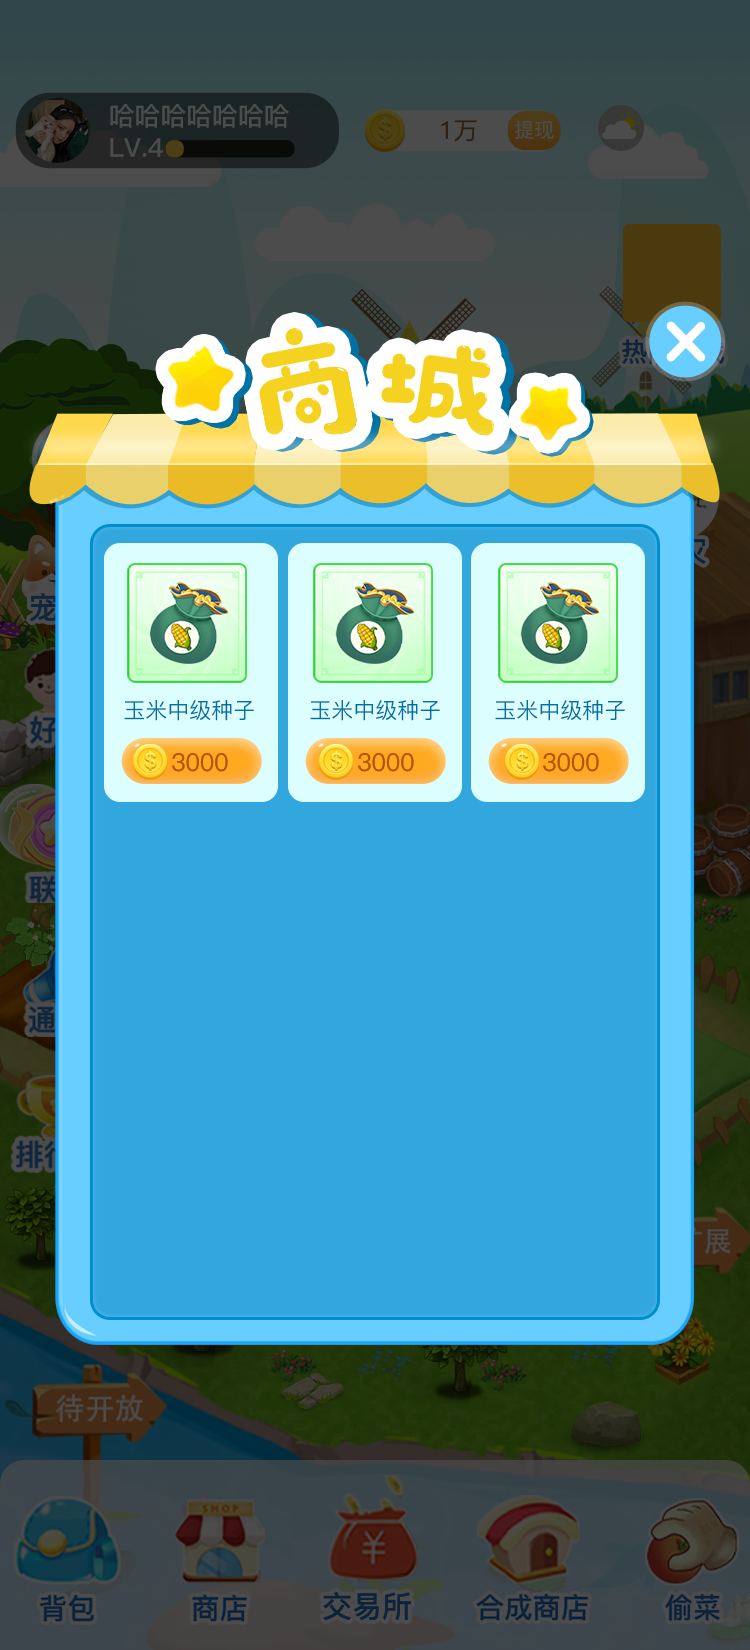 哈哈哈哈哈哈哈
LV.4
1万
提现
热
商城
宠
好
联
通
排行
玉米中级种子
玉米中级种子
玉米中级种子
3000
3000
3000
扩展
待开放
SHOP
背包
商店
交易所
合成商店
偷菜